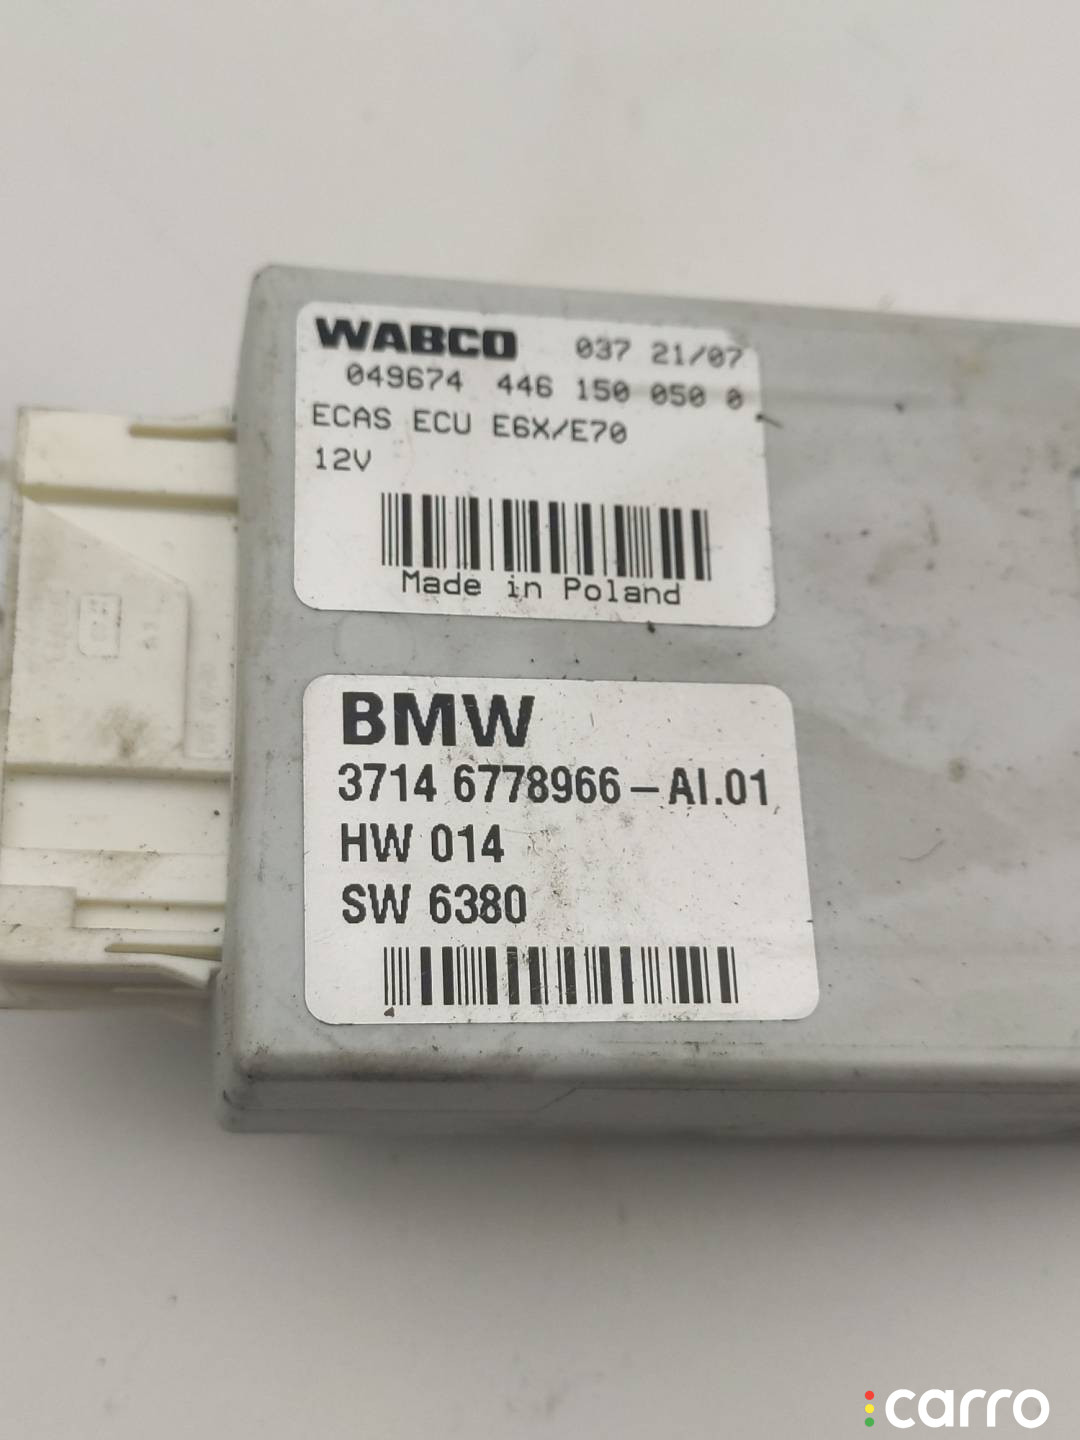 WABCO 037 21/07
049674 446 150 050 0
ECAS ECU E6X/E70
12V
Made in Poland
BMW
3714 6778966-AI.01
HW 014
SW 6380
carro